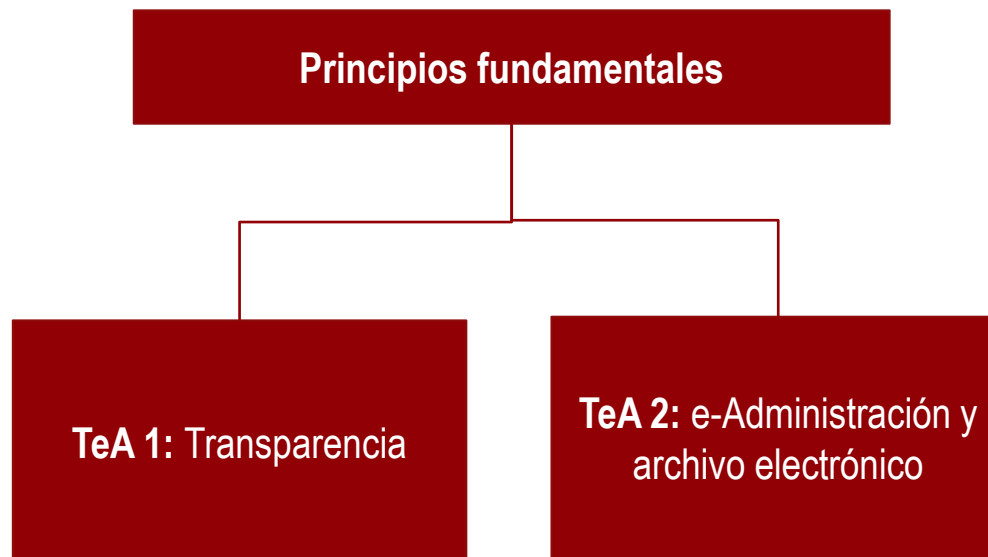 Principios fundamentales
TeA 1: Transparencia
TeA 2: e-Administración y
archivo electrónico